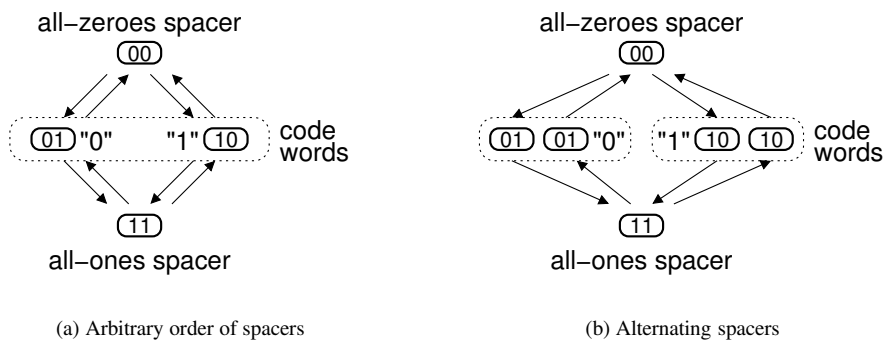 all−zeroes spacer
00
01 "0" "1" 10
code
words
11
all−ones spacer
(a) Arbitrary order of spacers
all−zeroes spacer
00
01 01 "0" "1" 10 10
code
words
11
all−ones spacer
(b) Alternating spacers